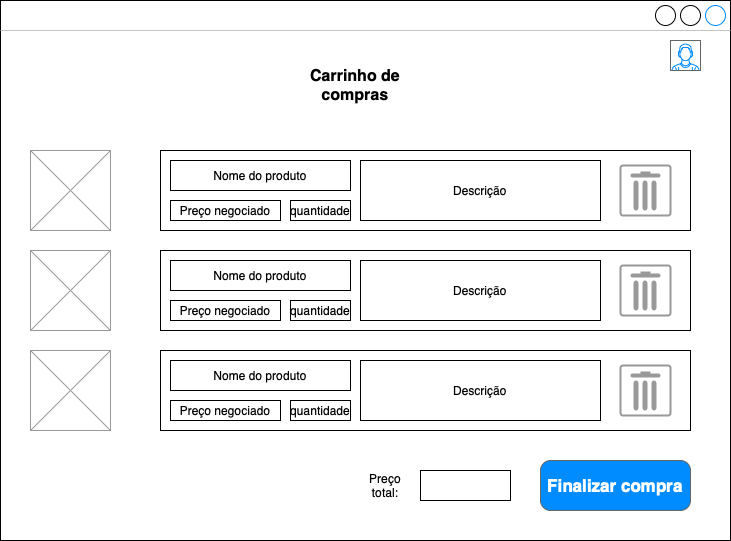 Carrinho de
compras
Nome do produto
Descrição
Preço negociado
quantidade
Nome do produto
Descrição
Preço negociado
quantidade
Nome do produto
Descrição
Preço negociado
quantidade
Preço
total:
Finalizar compra